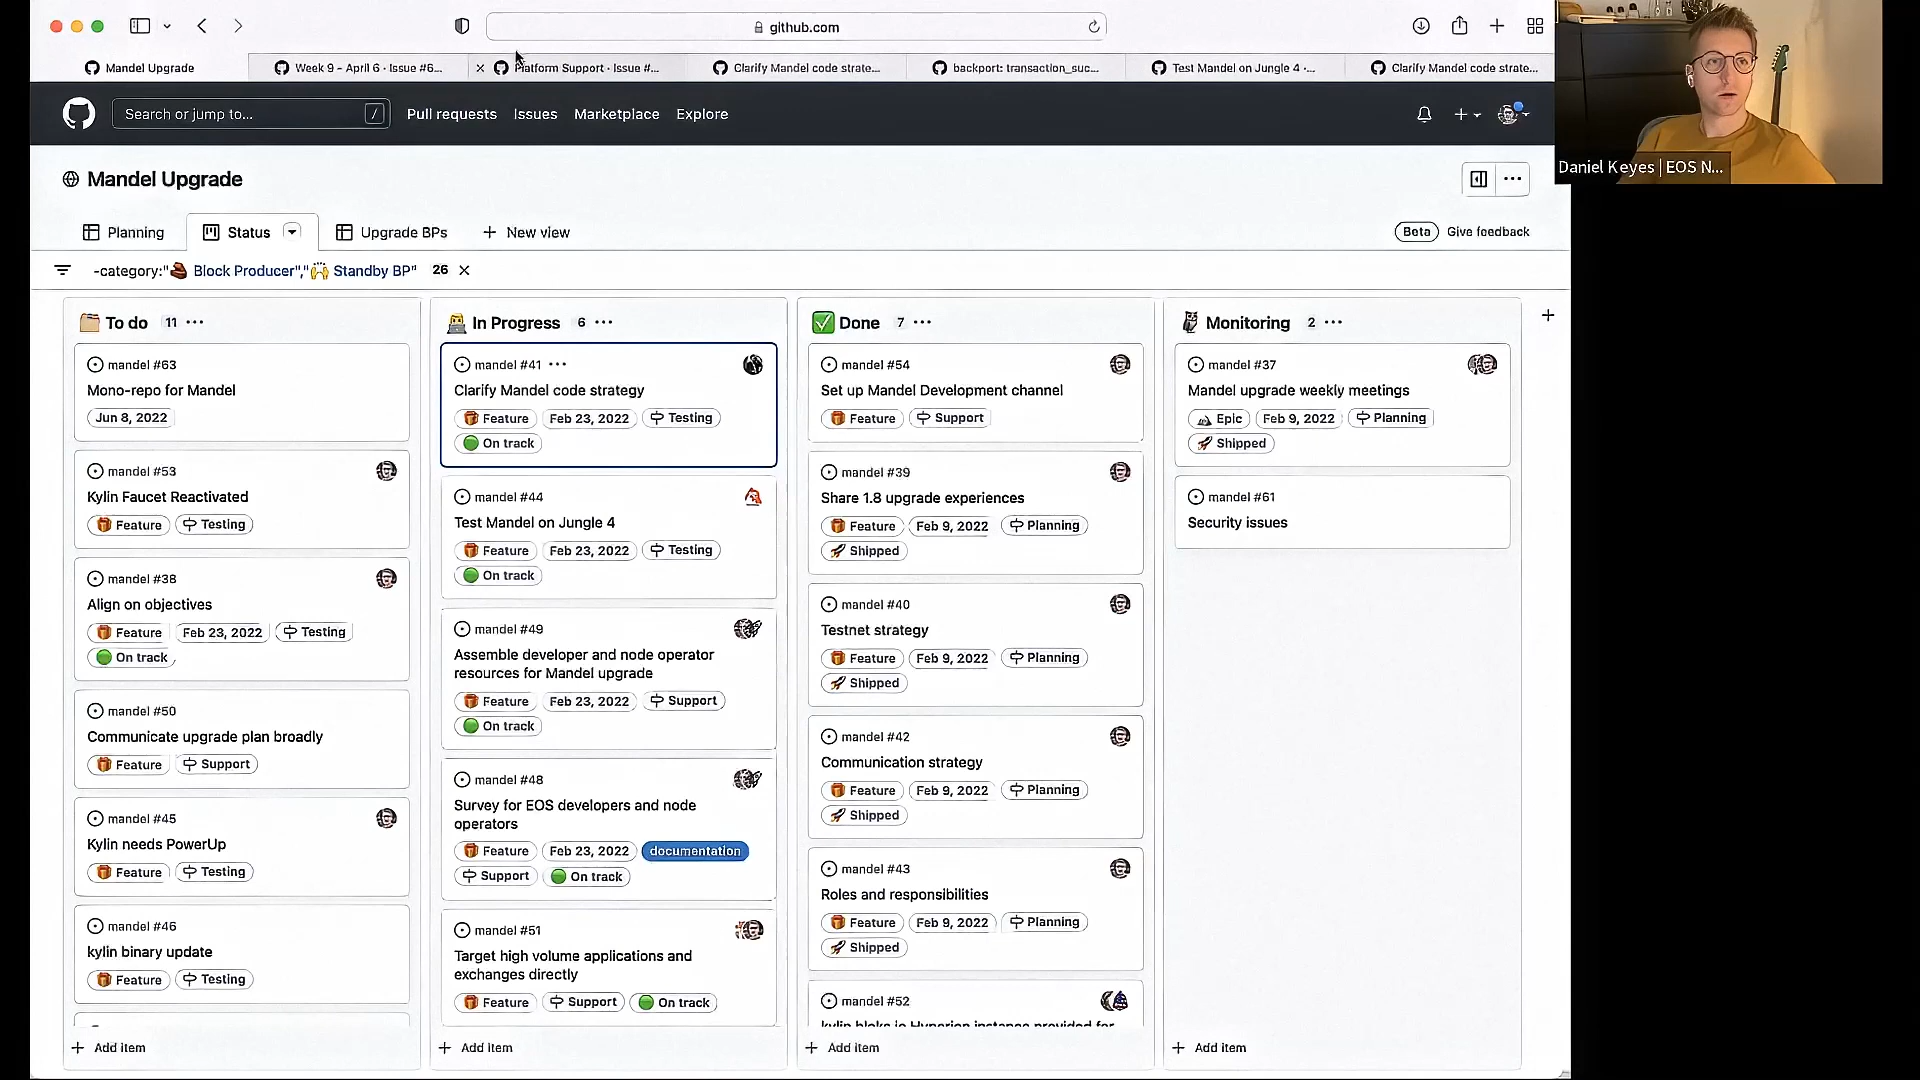 github.com
Mandel Upgrade
Week 9 - April 6 · Issue #6...
Platform Support · Issue #...
Clarify Mandel code strate...
backport: transaction_suc...
Test Mandel on Jungle 4 ·...
Clarify Mandel code strate...
Search or jump to...
/
Pull requests
Issues
Marketplace
Explore
Daniel Keyes | EOS N...
Mandel Upgrade
Planning
Status
Upgrade BPs
New view
Beta
Give feedback
-category:"Block Producer","Standby BP" 26
To do 11
mandel #63
Mono-repo for Mandel
Jun 8, 2022
mandel #53
Kylin Faucet Reactivated
Feature Testing
mandel #38
Align on objectives
Feature Feb 23, 2022 Testing
On track
mandel #50
Communicate upgrade plan broadly
Feature Support
mandel #45
Kylin needs PowerUp
Feature Testing
mandel #46
kylin binary update
Feature Testing
Add item
In Progress 6
mandel #41
Clarify Mandel code strategy
Feature Feb 23, 2022 Testing
On track
mandel #44
Test Mandel on Jungle 4
Feature Feb 23, 2022 Testing
On track
mandel #49
Assemble developer and node operator
resources for Mandel upgrade
Feature Feb 23, 2022 Support
On track
mandel #48
Survey for EOS developers and node
operators
Feature Feb 23, 2022 documentation
Support On track
mandel #51
Target high volume applications and
exchanges directly
Feature Support On track
Add item
Done 7
mandel #54
Set up Mandel Development channel
Feature Support
mandel #39
Share 1.8 upgrade experiences
Feature Feb 9, 2022 Planning
Shipped
mandel #40
Testnet strategy
Feature Feb 9, 2022 Planning
Shipped
mandel #42
Communication strategy
Feature Feb 9, 2022 Planning
Shipped
mandel #43
Roles and responsibilities
Feature Feb 9, 2022 Planning
Shipped
mandel #52
kylin bloks io Hyperion instance provided for
Add item
Monitoring 2
mandel #37
Mandel upgrade weekly meetings
Epic Feb 9, 2022 Planning
Shipped
mandel #61
Security issues
Add item